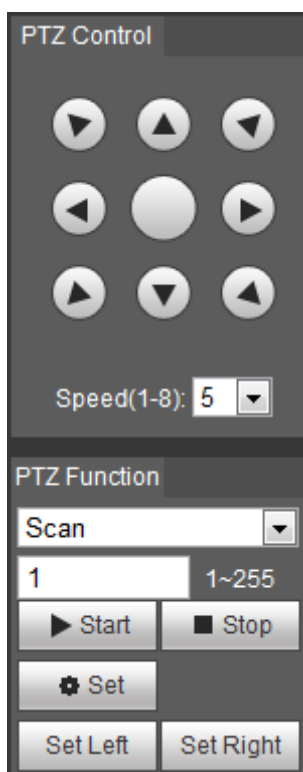 PTZ Control
Speed(1-8): 5
PTZ Function
Scan
1 1~255
Start Stop
Set
Set Left Set Right